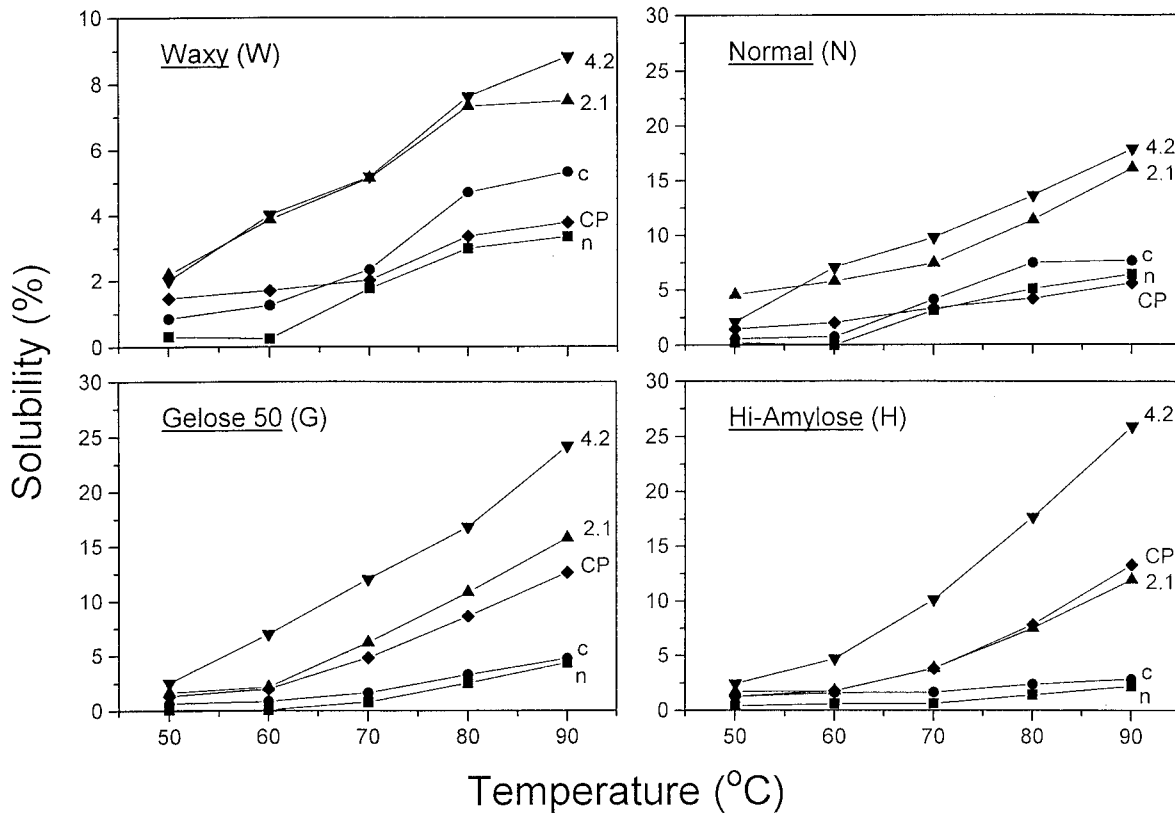 Solubility (%)
Waxy (W)
10
8
6
4
2
0
4.2
2.1
c
CP
n
Normal (N)
30
25
20
15
10
5
0
4.2
2.1
c
n
CP
Gelose 50 (G)
30
25
20
15
10
5
0
4.2
2.1
CP
c
n
50 60 70 80 90
Hi-Amylose (H)
30
25
20
15
10
5
0
4.2
CP
2.1
c
n
50 60 70 80 90
Temperature (°C)